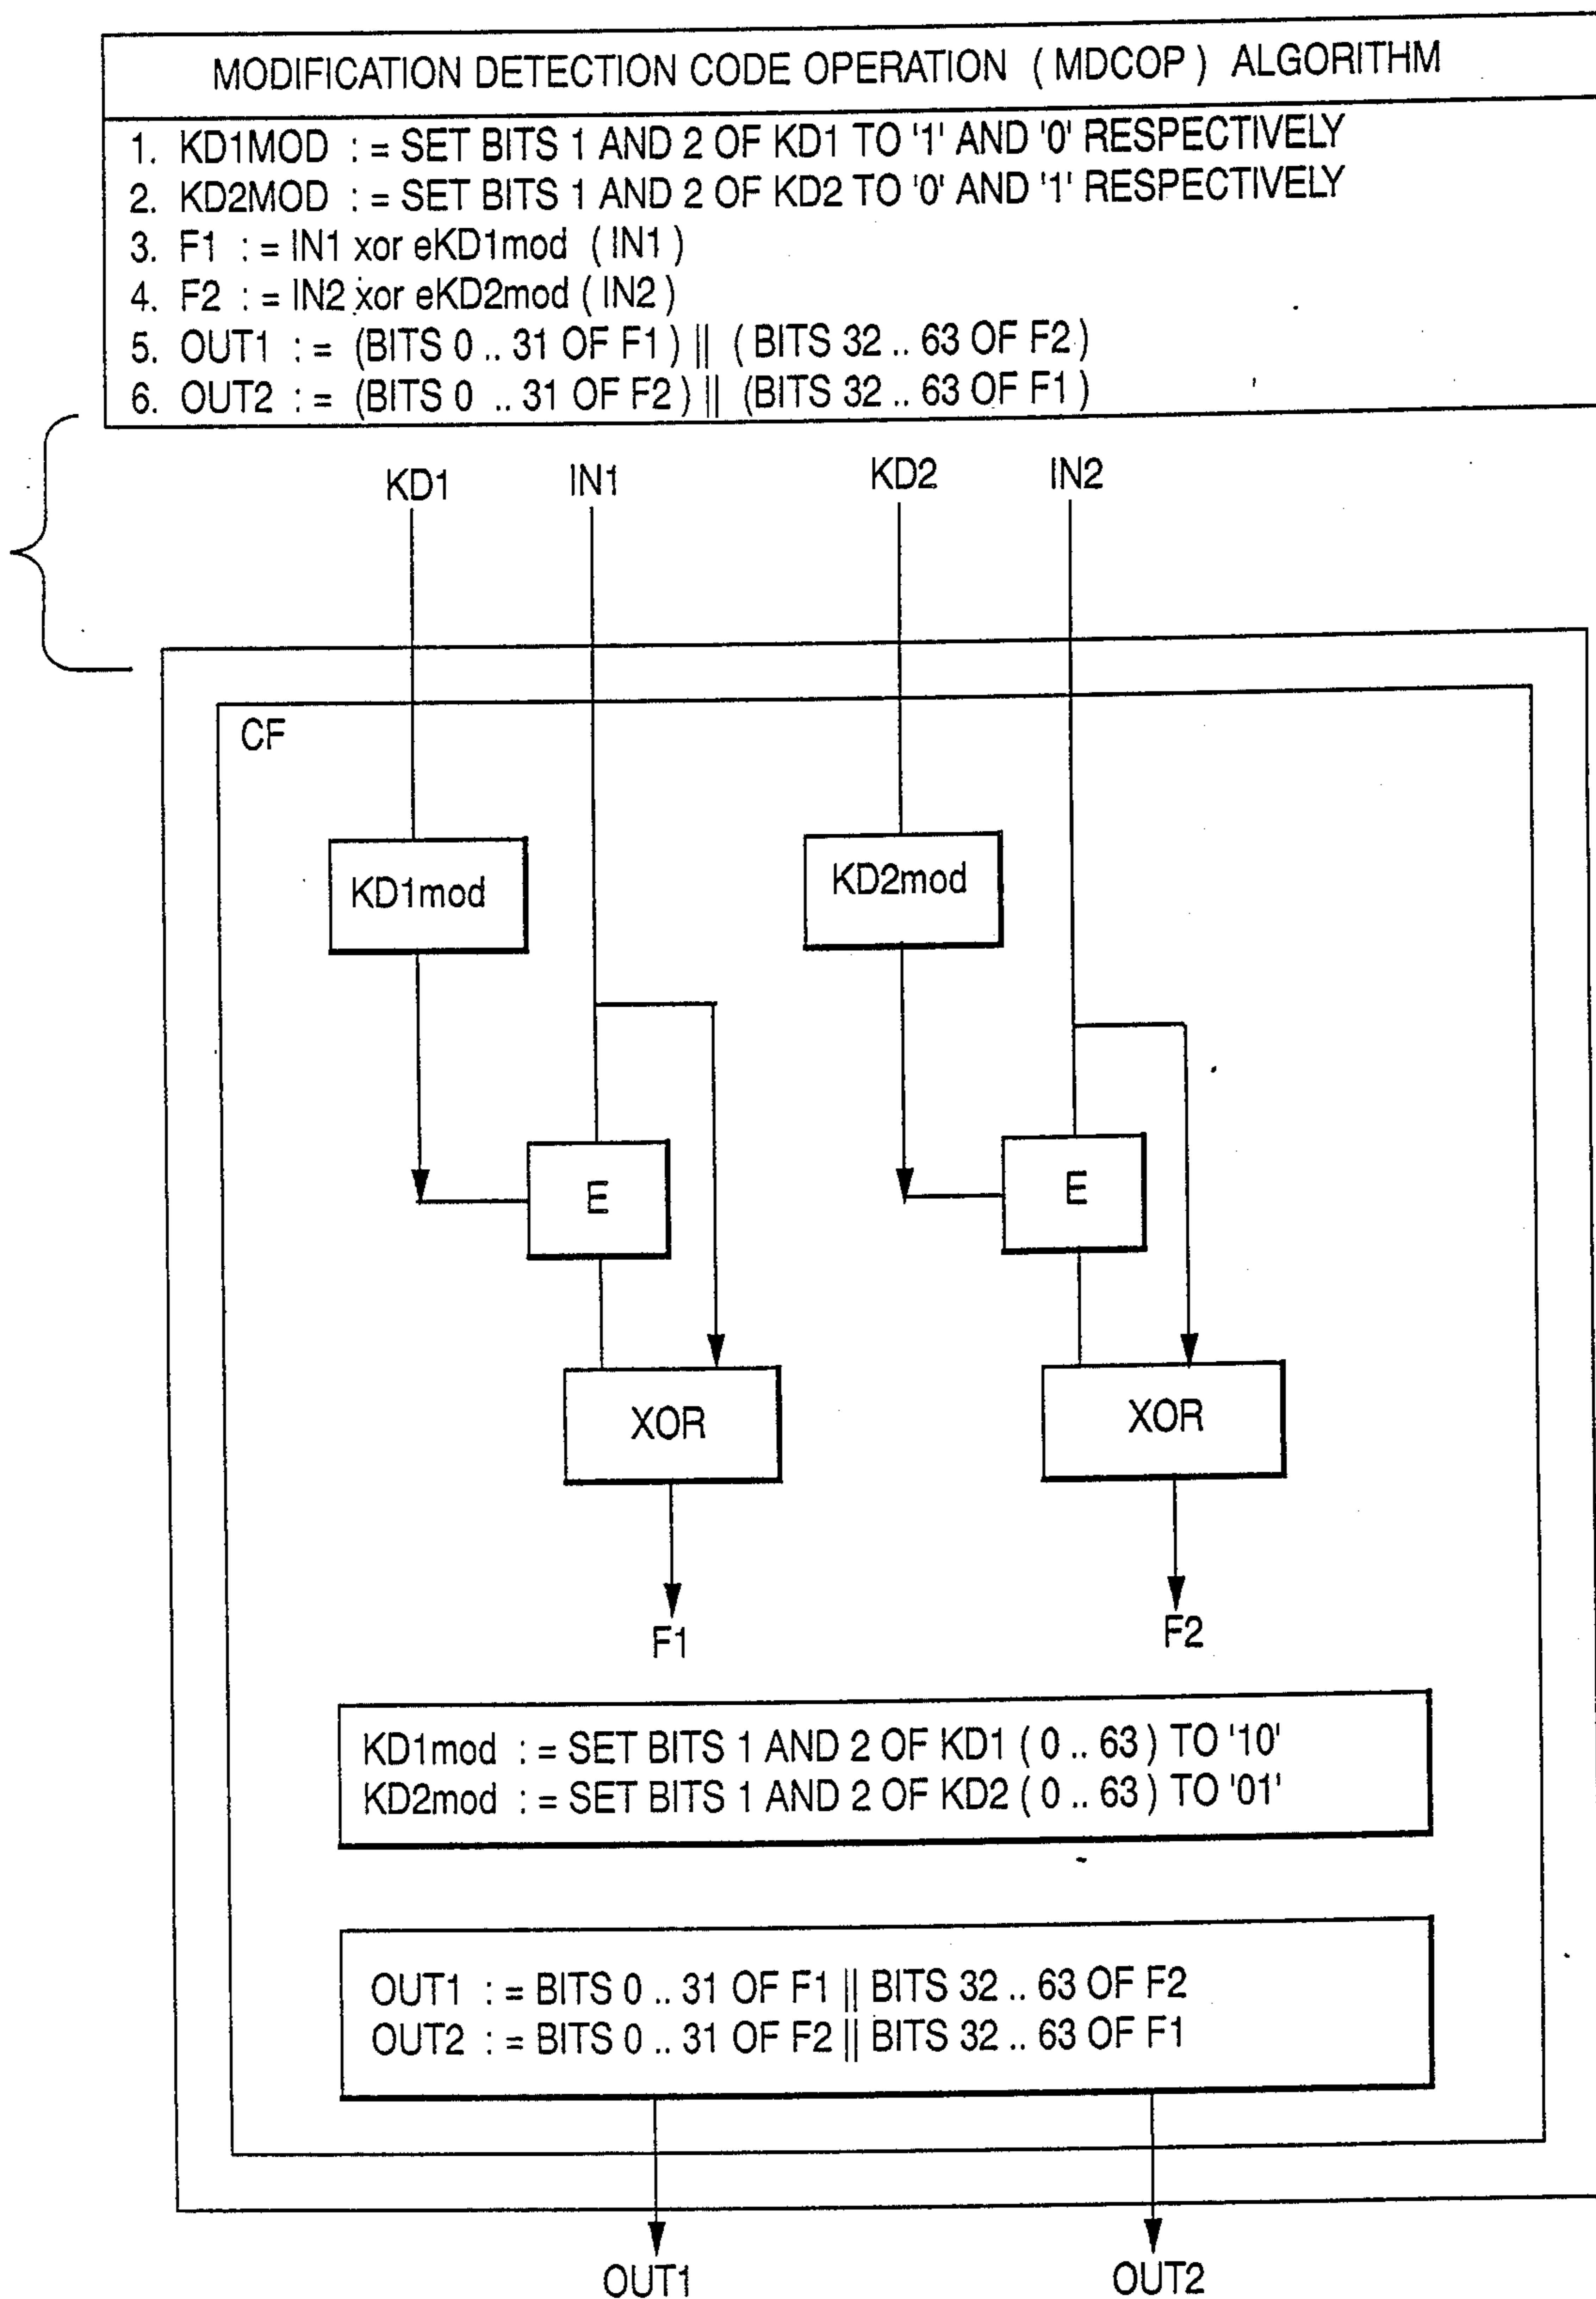 MODIFICATION DETECTION CODE OPERATION ( MDCOP ) ALGORITHM
1. KD1MOD : = SET BITS 1 AND 2 OF KD1 TO '1' AND '0' RESPECTIVELY
2. KD2MOD : = SET BITS 1 AND 2 OF KD2 TO '0' AND '1' RESPECTIVELY
3. F1 : = IN1 xor eKD1mod ( IN1 )
4. F2 : = IN2 xor eKD2mod ( IN2 )
5. OUT1 : = (BITS 0 .. 31 OF F1 ) || ( BITS 32 .. 63 OF F2 )
6. OUT2 : = (BITS 0 .. 31 OF F2 ) || (BITS 32 .. 63 OF F1 )
KD1 IN1 KD2 IN2
CF
KD1mod KD2mod
E E
XOR XOR
F1 F2
KD1mod : = SET BITS 1 AND 2 OF KD1 ( 0 .. 63 ) TO '10'
KD2mod : = SET BITS 1 AND 2 OF KD2 ( 0 .. 63 ) TO '01'
OUT1 : = BITS 0 .. 31 OF F1 || BITS 32 .. 63 OF F2
OUT2 : = BITS 0 .. 31 OF F2 || BITS 32 .. 63 OF F1
OUT1 OUT2